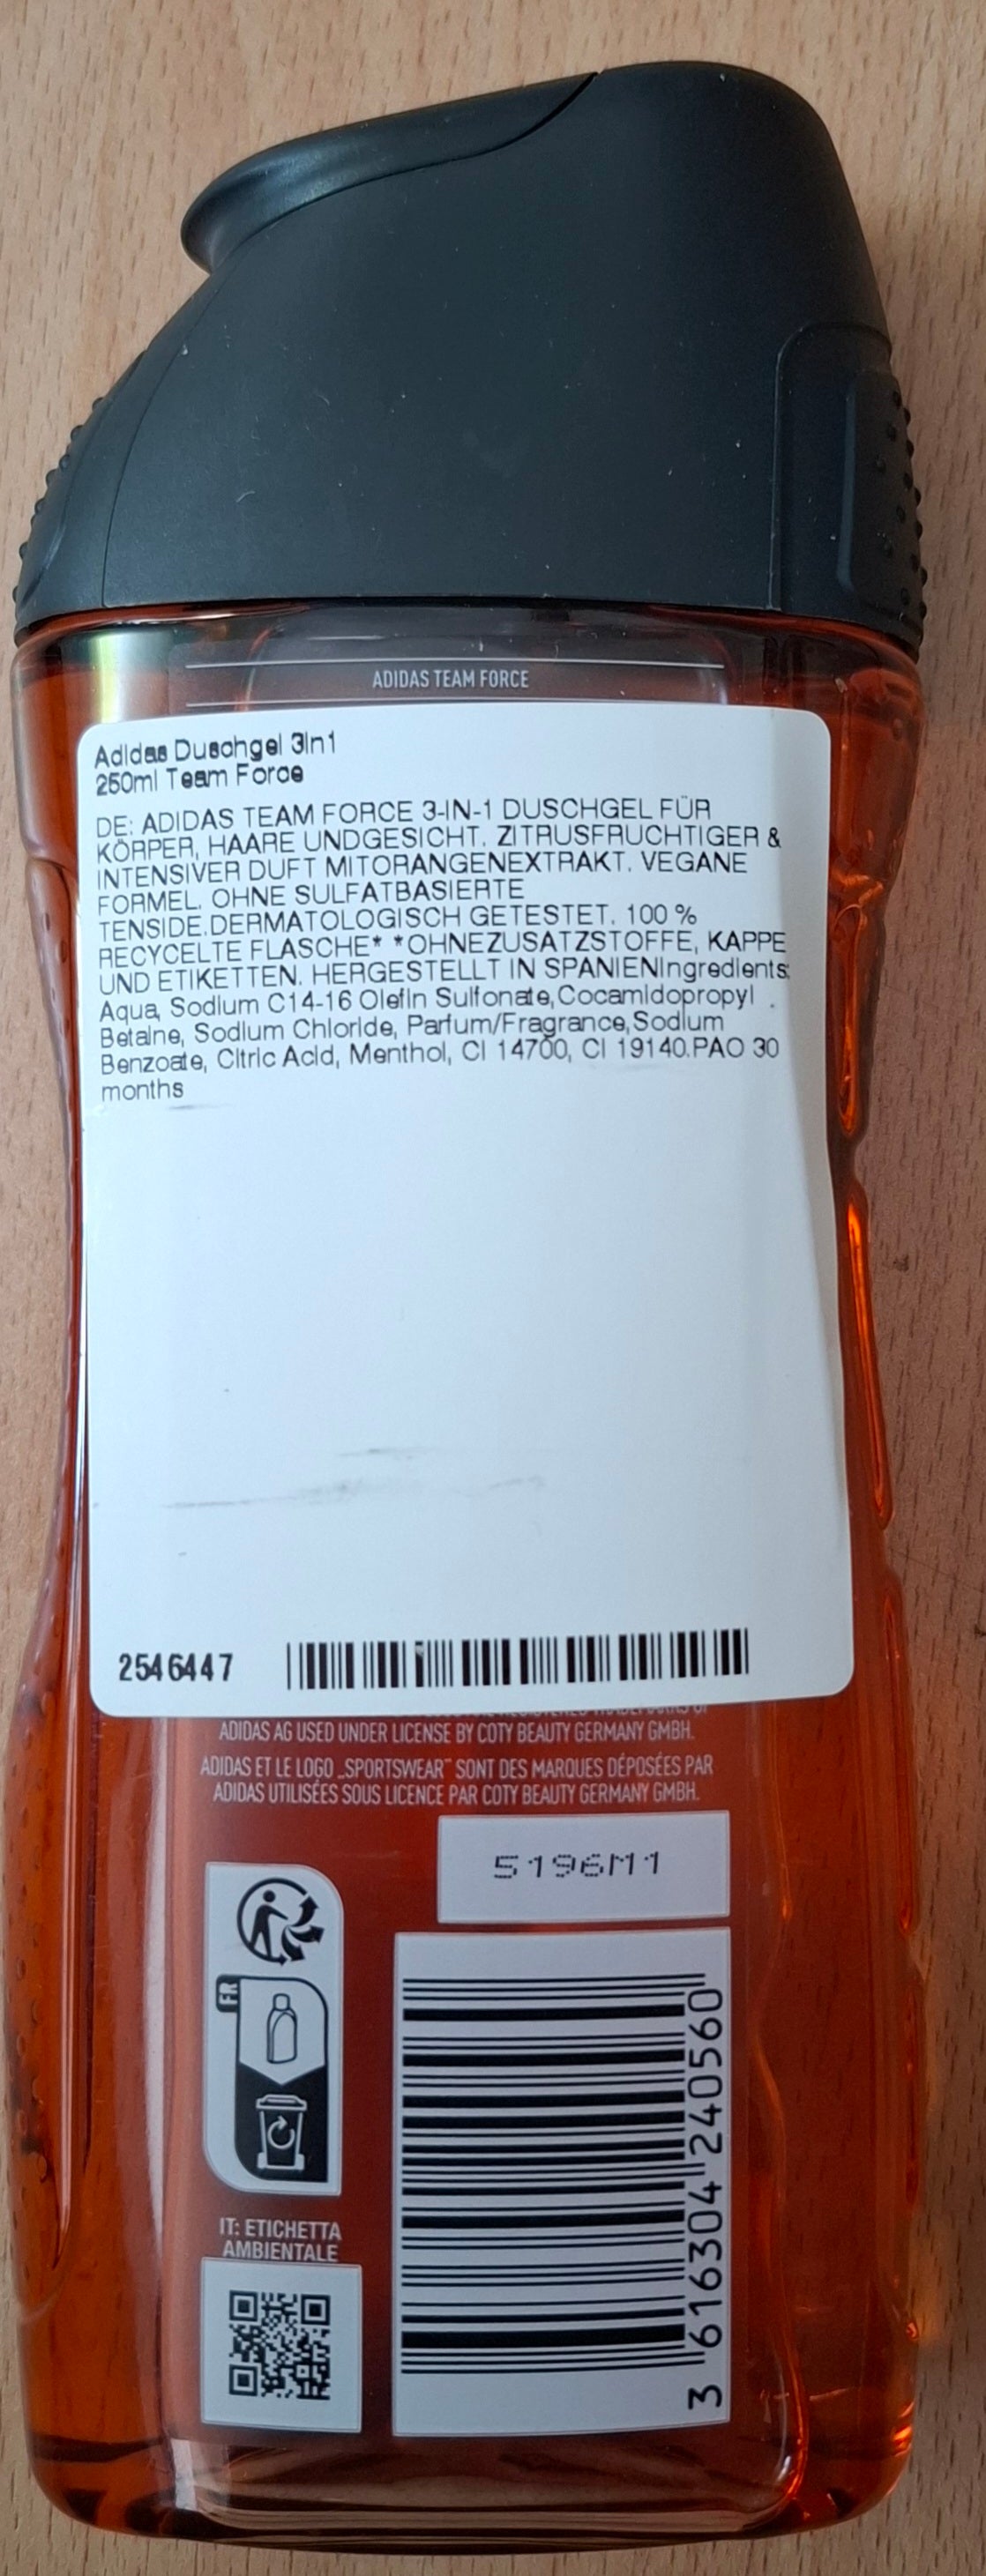 ADIDAS TEAM FORCE
Adidas Duschgel 3in1
250ml Team Force
DE: ADIDAS TEAM FORCE 3-IN-1 DUSCHGEL FÜR
KÖRPER, HAARE UNDGESICHT. ZITRUSFRUCHTIGER &
INTENSIVER DUFT MITORANGENEXTRAKT. VEGANE
FORMEL. OHNE SULFATBASIERTE
TENSIDE.DERMATOLOGISCH GETESTET. 100 %
RECYCELTE FLASCHE* *OHNEZUSATZSTOFFE, KAPPE
UND ETIKETTEN. HERGESTELLT IN SPANIENIngredients:
Aqua, Sodium C14-16 Olefin Sulfonate,Cocamidopropyl
Betaine, Sodium Chloride, Parfum/Fragrance,Sodium
Benzoate, Citric Acid, Menthol, CI 14700, CI 19140.PAO 30
months
2546447
ADIDAS AG USED UNDER LICENSE BY COTY BEAUTY GERMANY GMBH.
ADIDAS ET LE LOGO „SPORTSWEAR" SONT DES MARQUES DÉPOSÉES PAR
ADIDAS UTILISÉES SOUS LICENCE PAR COTY BEAUTY GERMANY GMBH.
5196M1
FR
3 616304 240560
IT: ETICHETTA
AMBIENTALE